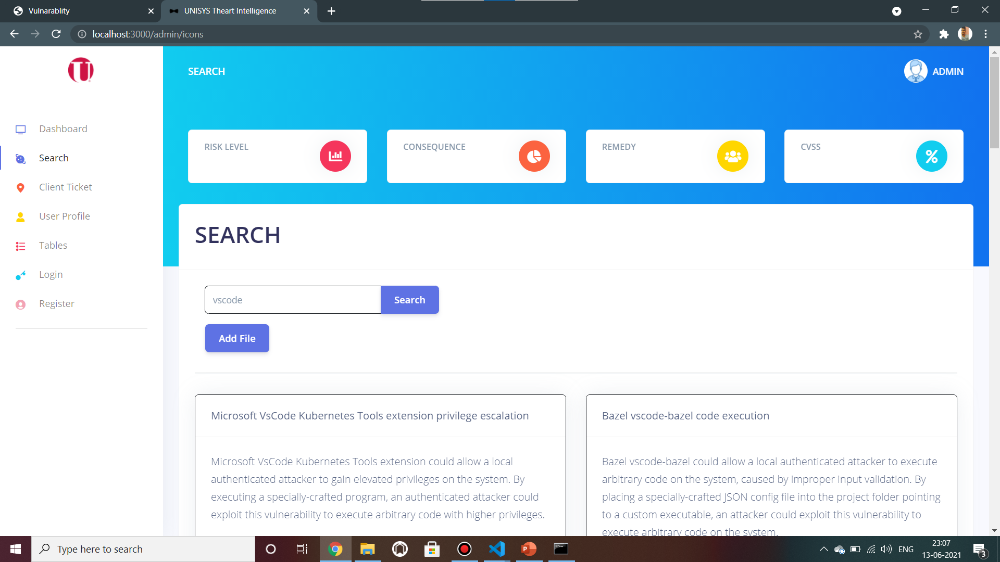 Vulnarablity
UNISYS Theart Intelligence
localhost:3000/admin/icons
U
SEARCH
ADMIN
Dashboard
Search
Client Ticket
User Profile
Tables
Login
Register
RISK LEVEL
CONSEQUENCE
REMEDY
CVSS
%
SEARCH
vscode
Search
Add File
Microsoft VsCode Kubernetes Tools extension privilege escalation
Microsoft VsCode Kubernetes Tools extension could allow a local
authenticated attacker to gain elevated privileges on the system. By
executing a specially-crafted program, an authenticated attacker could
exploit this vulnerability to execute arbitrary code with higher privileges.
Bazel vscode-bazel code execution
Bazel vscode-bazel could allow a local authenticated attacker to execute
arbitrary code on the system, caused by improper input validation. By
placing a specially-crafted JSON config file into the project folder pointing
to a custom executable, an attacker could exploit this vulnerability to
execute arbitrary code on the system.
Type here to search
ENG
23:07
13-06-2021
3